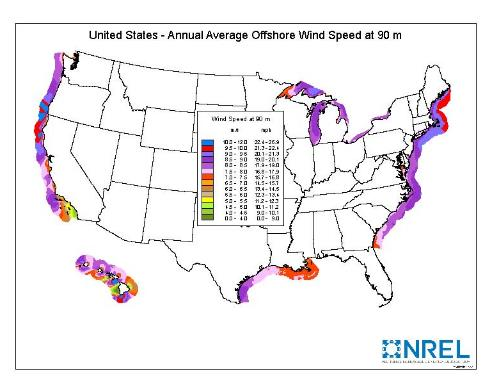 United States - Annual Average Offshore Wind Speed at 90 m
Wind Speed at 90 m
m/s mph
10.0 - 12.0 22.4 - 26.8
9.5 - 10.0 21.3 - 22.4
9.0 - 9.5 20.1 - 21.3
8.5 - 9.0 19.0 - 20.1
8.0 - 8.5 17.9 - 19.0
7.5 - 8.0 16.8 - 17.9
7.0 - 7.5 15.7 - 16.8
6.5 - 7.0 14.5 - 15.7
6.0 - 6.5 13.4 - 14.5
5.5 - 6.0 12.3 - 13.4
5.0 - 5.5 11.2 - 12.3
4.5 - 5.0 10.1 - 11.2
4.0 - 4.5 9.0 - 10.1
0.0 - 4.0 0.0 - 9.0
NREL